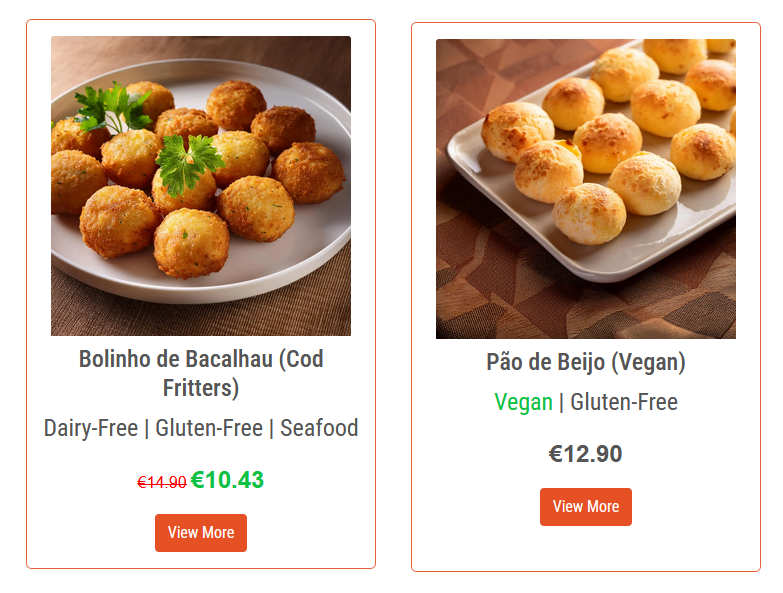 Bolinho de Bacalhau (Cod
Fritters)
Dairy-Free | Gluten-Free | Seafood
€14.90 €10.43
View More
Pão de Beijo (Vegan)
Vegan | Gluten-Free
€12.90
View More